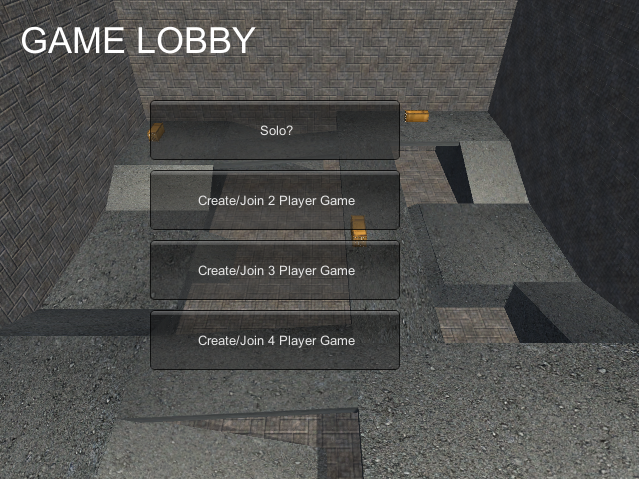 GAME LOBBY
Solo?
Create/Join 2 Player Game
Create/Join 3 Player Game
Create/Join 4 Player Game